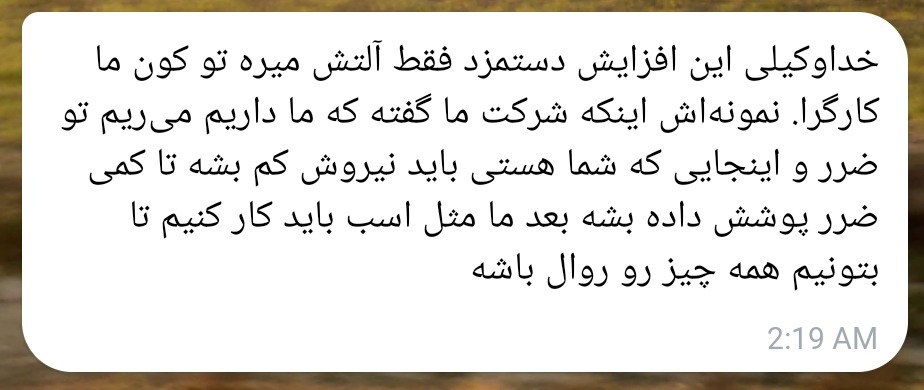 خداوکیلی این افزایش دستمزد فقط آلتش میره تو کون ما
کارگرا. نمونه‌اش اینکه شرکت ما گفته که ما داریم می‌ریم تو
ضرر و اینجایی که شما هستی باید نیروش کم بشه تا کمی
ضرر پوشش داده بشه بعد ما مثل اسب باید کار کنیم تا
بتونیم همه چیز رو روال باشه
2:19 AM